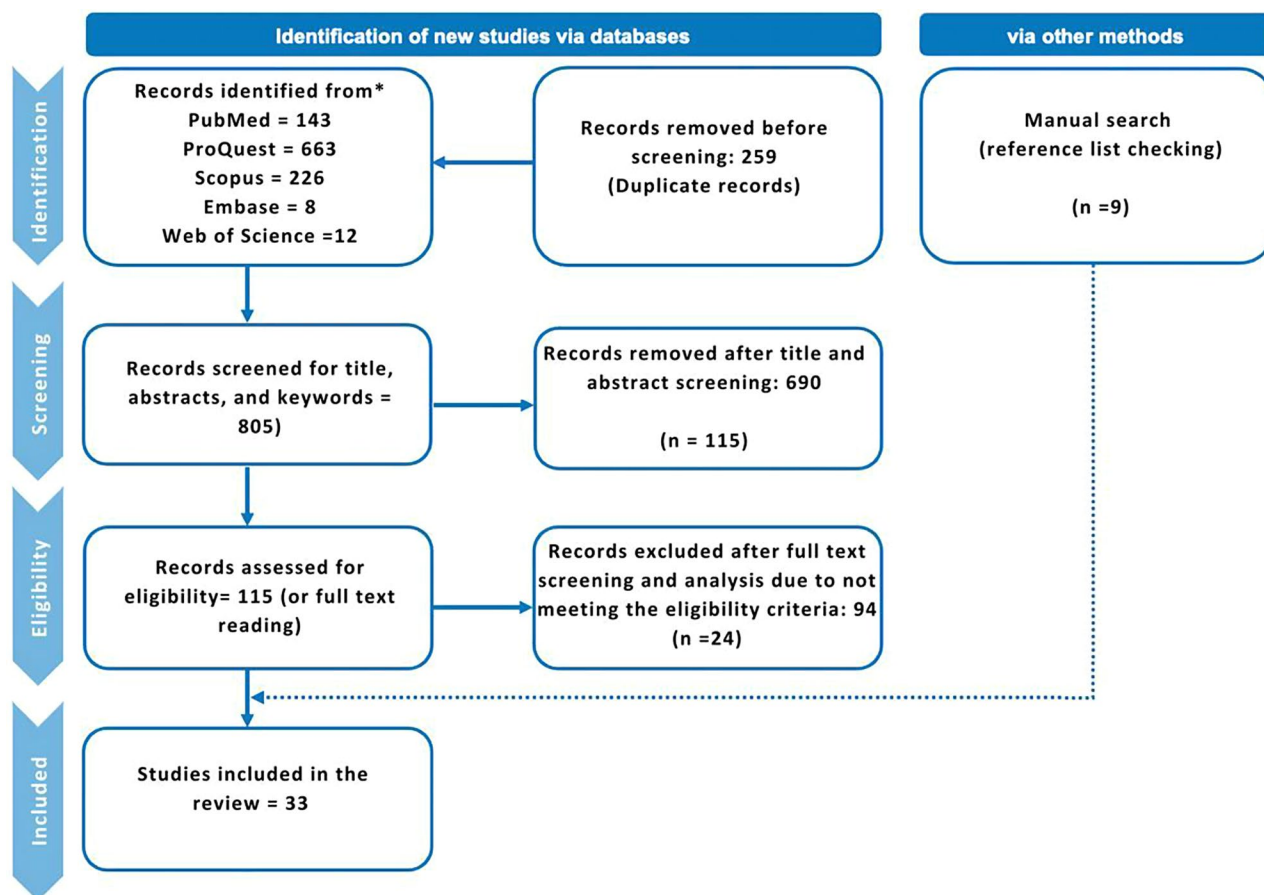 Identification of new studies via databases
via other methods
Identification
Records identified from*
PubMed = 143
ProQuest = 663
Scopus = 226
Embase = 8
Web of Science =12
Records removed before
screening: 259
(Duplicate records)
Manual search
(reference list checking)
(n =9)
Screening
Records screened for title,
abstracts, and keywords =
805)
Records removed after title and
abstract screening: 690
(n = 115)
Eligibility
Records assessed for
eligibility= 115 (or full text
reading)
Records excluded after full text
screening and analysis due to not
meeting the eligibility criteria: 94
(n =24)
Included
Studies included in the
review = 33